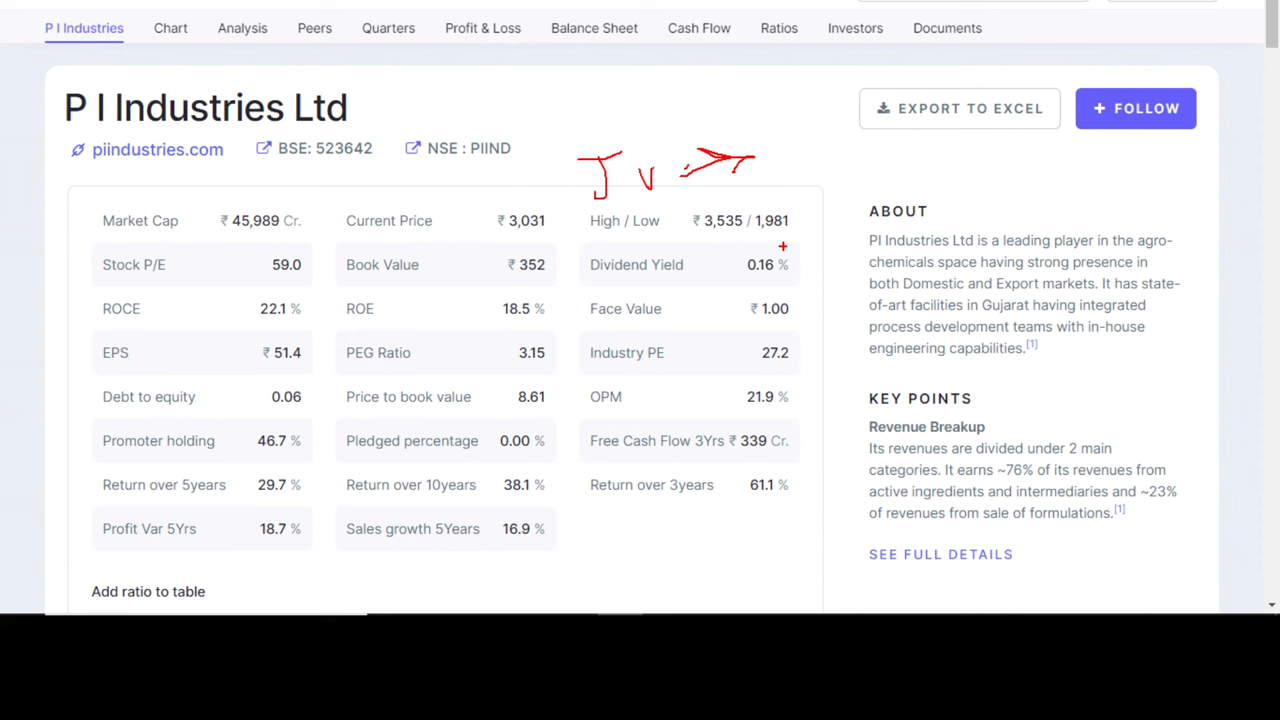 P I Industries Chart Analysis Peers Quarters Profit & Loss Balance Sheet Cash Flow Ratios Investors Documents
P I Industries Ltd
EXPORT TO EXCEL
+ FOLLOW
piindustries.com BSE: 523642 NSE : PIIND
J v
Market Cap ₹ 45,989 Cr. Current Price ₹ 3,031 High / Low ₹ 3,535 / 1,981
Stock P/E 59.0 Book Value ₹ 352 Dividend Yield 0.16 %
ROCE 22.1 % ROE 18.5 % Face Value ₹ 1.00
EPS ₹ 51.4 PEG Ratio 3.15 Industry PE 27.2
Debt to equity 0.06 Price to book value 8.61 OPM 21.9 %
Promoter holding 46.7 % Pledged percentage 0.00 % Free Cash Flow 3Yrs ₹ 339 Cr.
Return over 5years 29.7 % Return over 10years 38.1 % Return over 3years 61.1 %
Profit Var 5Yrs 18.7 % Sales growth 5Years 16.9 %
Add ratio to table
ABOUT
PI Industries Ltd is a leading player in the agro-
chemicals space having strong presence in
both Domestic and Export markets. It has state-
of-art facilities in Gujarat having integrated
process development teams with in-house
engineering capabilities.[1]
KEY POINTS
Revenue Breakup
Its revenues are divided under 2 main
categories. It earns ~76% of its revenues from
active ingredients and intermediaries and ~23%
of revenues from sale of formulations.[1]
SEE FULL DETAILS